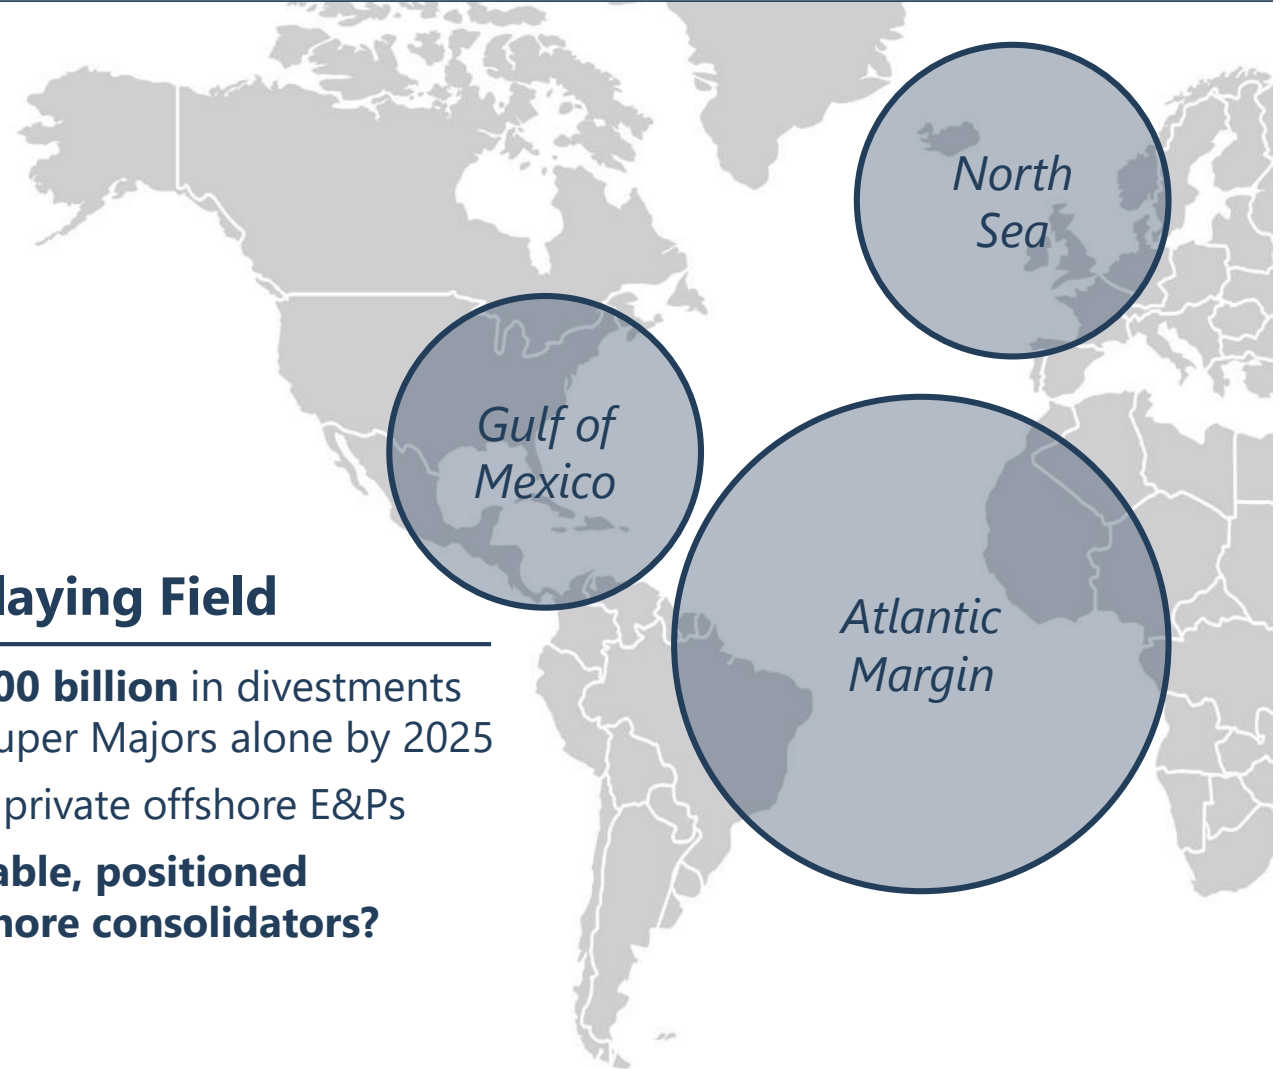 North
Sea
Gulf of
Mexico
Atlantic
Margin
laying Field
00 billion in divestments
uper Majors alone by 2025
private offshore E&Ps
able, positioned
hore consolidators?